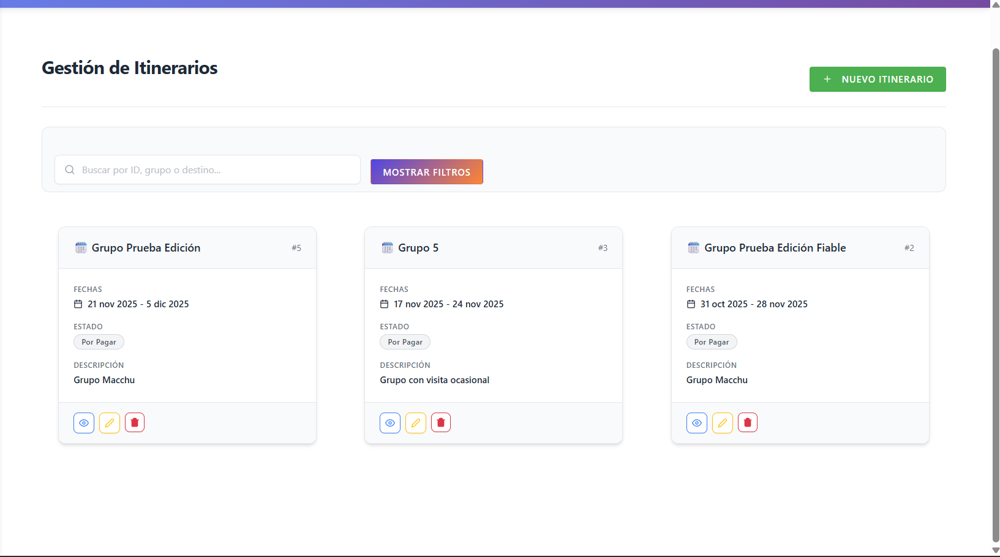 Gestión de Itinerarios
+ NUEVO ITINERARIO
Buscar por ID, grupo o destino...
MOSTRAR FILTROS
Grupo Prueba Edición #5
FECHAS
21 nov 2025 - 5 dic 2025
ESTADO
Por Pagar
DESCRIPCIÓN
Grupo Macchu
Grupo 5 #3
FECHAS
17 nov 2025 - 24 nov 2025
ESTADO
Por Pagar
DESCRIPCIÓN
Grupo con visita ocasional
Grupo Prueba Edición Fiable #2
FECHAS
31 oct 2025 - 28 nov 2025
ESTADO
Por Pagar
DESCRIPCIÓN
Grupo Macchu